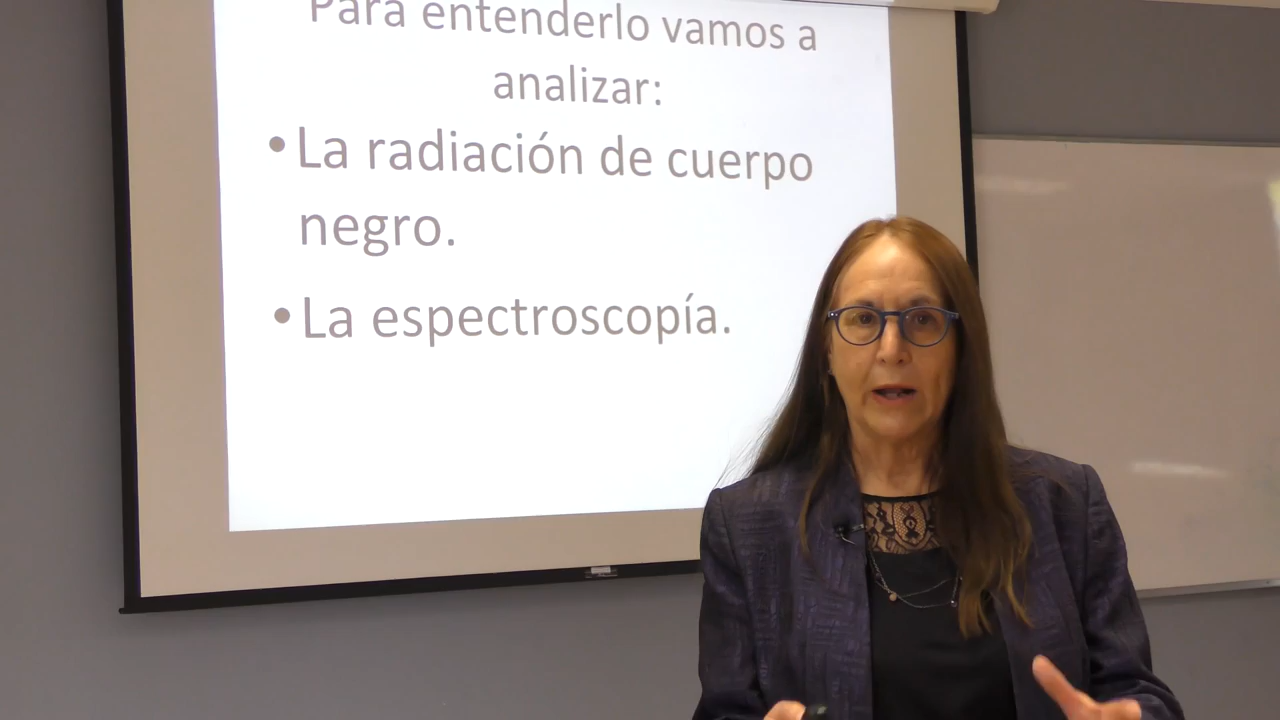 Para entenderlo vamos a
analizar:
•La radiación de cuerpo
negro.
•La espectroscopía.